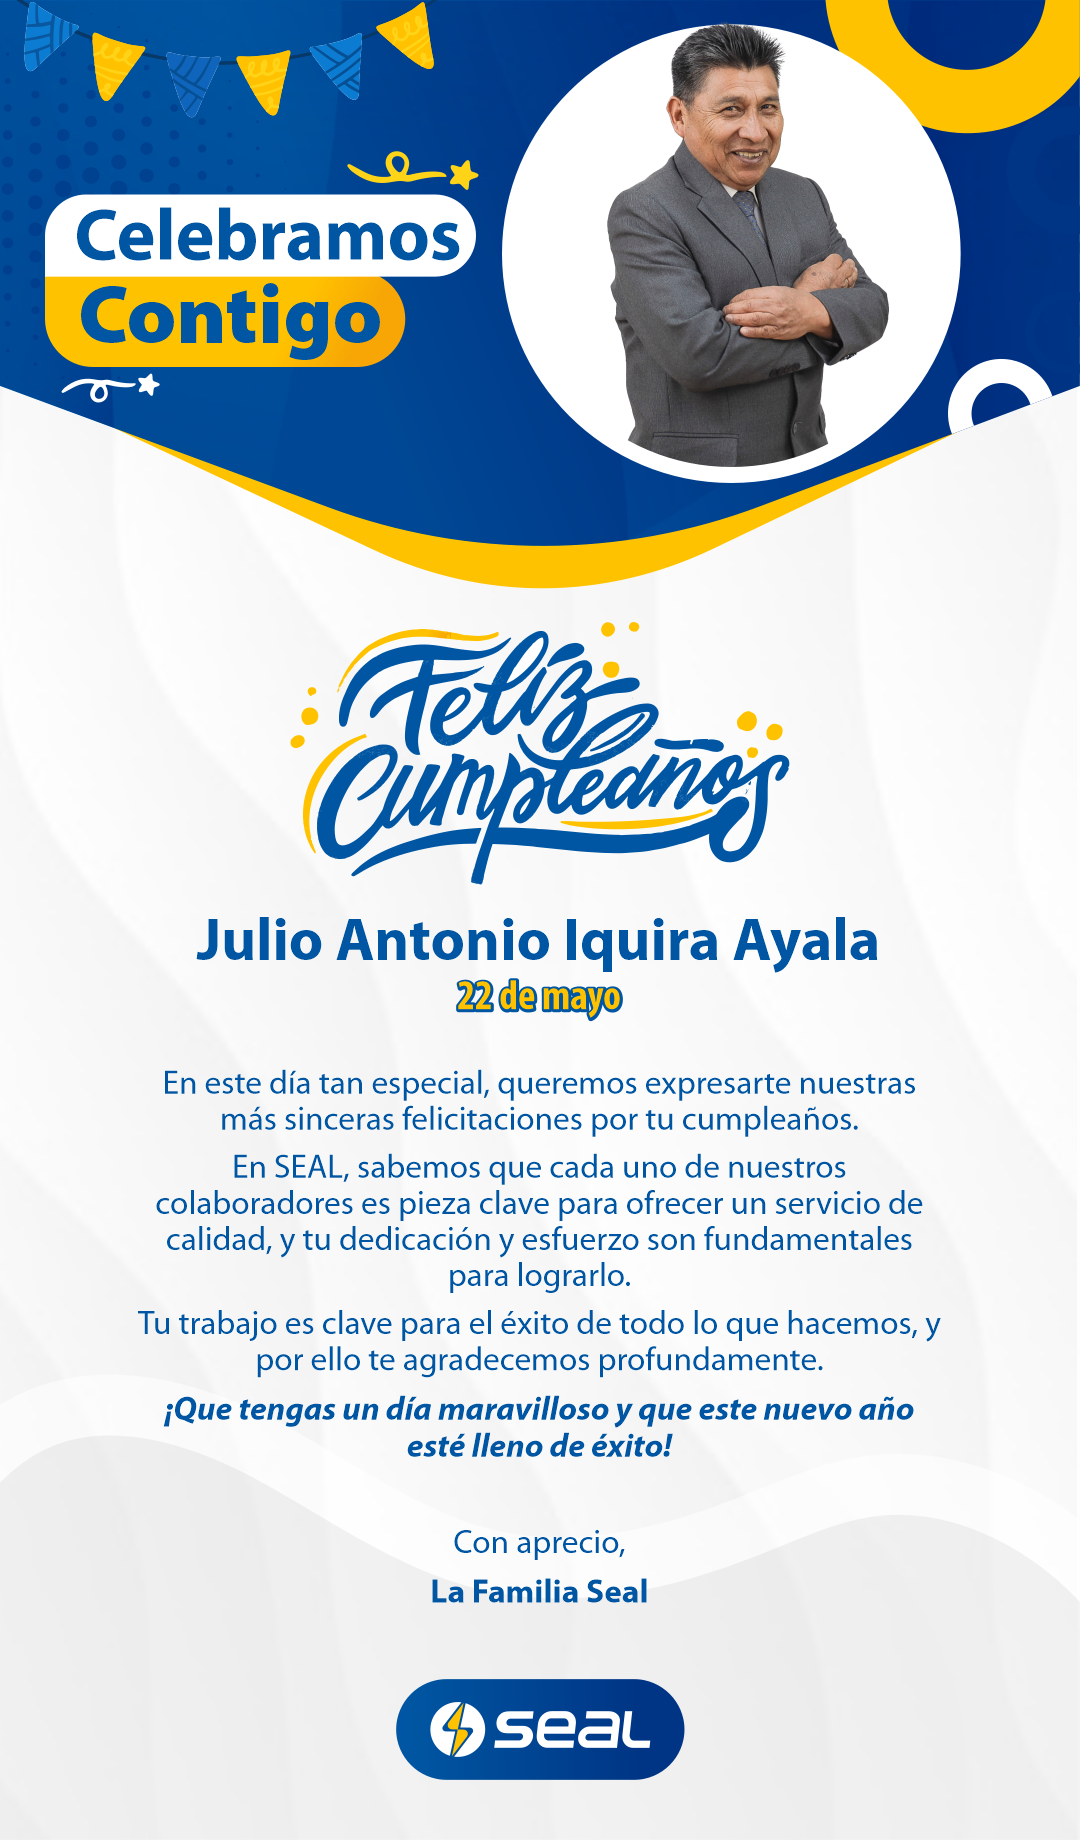 Celebramos
Contigo
Feliz
Cumpleaños
Julio Antonio Iquira Ayala
22 de mayo
En este día tan especial, queremos expresarte nuestras
más sinceras felicitaciones por tu cumpleaños.
En SEAL, sabemos que cada uno de nuestros
colaboradores es pieza clave para ofrecer un servicio de
calidad, y tu dedicación y esfuerzo son fundamentales
para lograrlo.
Tu trabajo es clave para el éxito de todo lo que hacemos, y
por ello te agradecemos profundamente.
¡Que tengas un día maravilloso y que este nuevo año
esté lleno de éxito!
Con aprecio,
La Familia Seal
seal